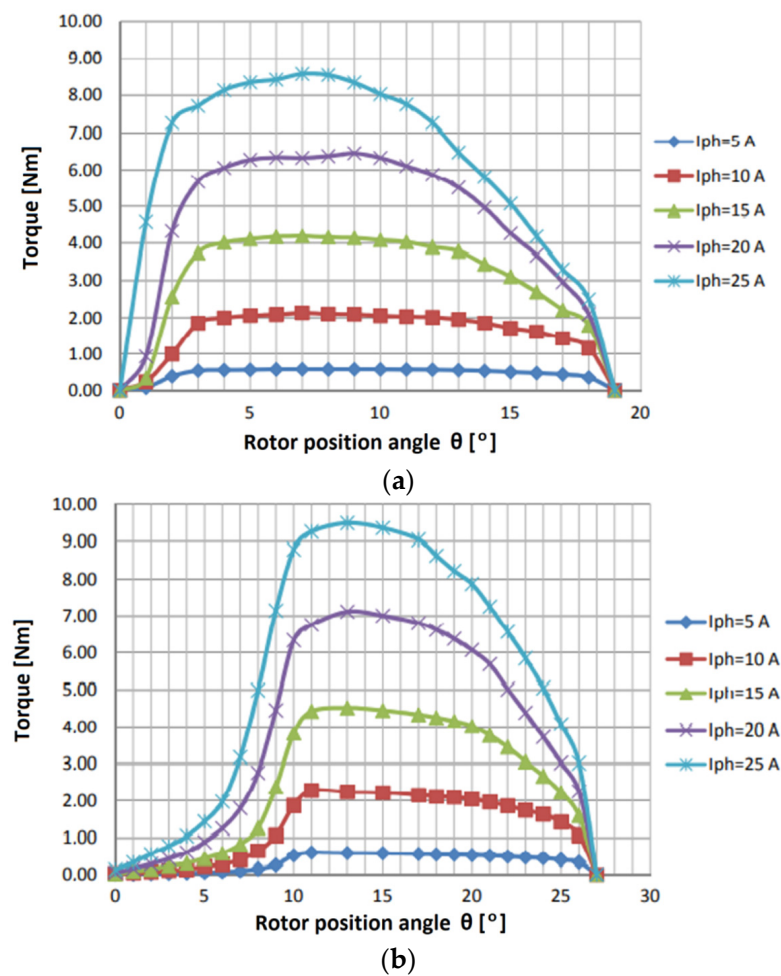 10.00
9.00
8.00
7.00
6.00
5.00
4.00
3.00
2.00
1.00
0.00
Torque [Nm]
0 5 10 15 20
Rotor position angle θ [°]
Iph=5 A
Iph=10 A
Iph=15 A
Iph=20 A
Iph=25 A
(a)
10.00
9.00
8.00
7.00
6.00
5.00
4.00
3.00
2.00
1.00
0.00
Torque [Nm]
0 5 10 15 20 25 30
Rotor position angle θ [°]
Iph=5 A
Iph=10 A
Iph=15 A
Iph=20 A
Iph=25 A
(b)